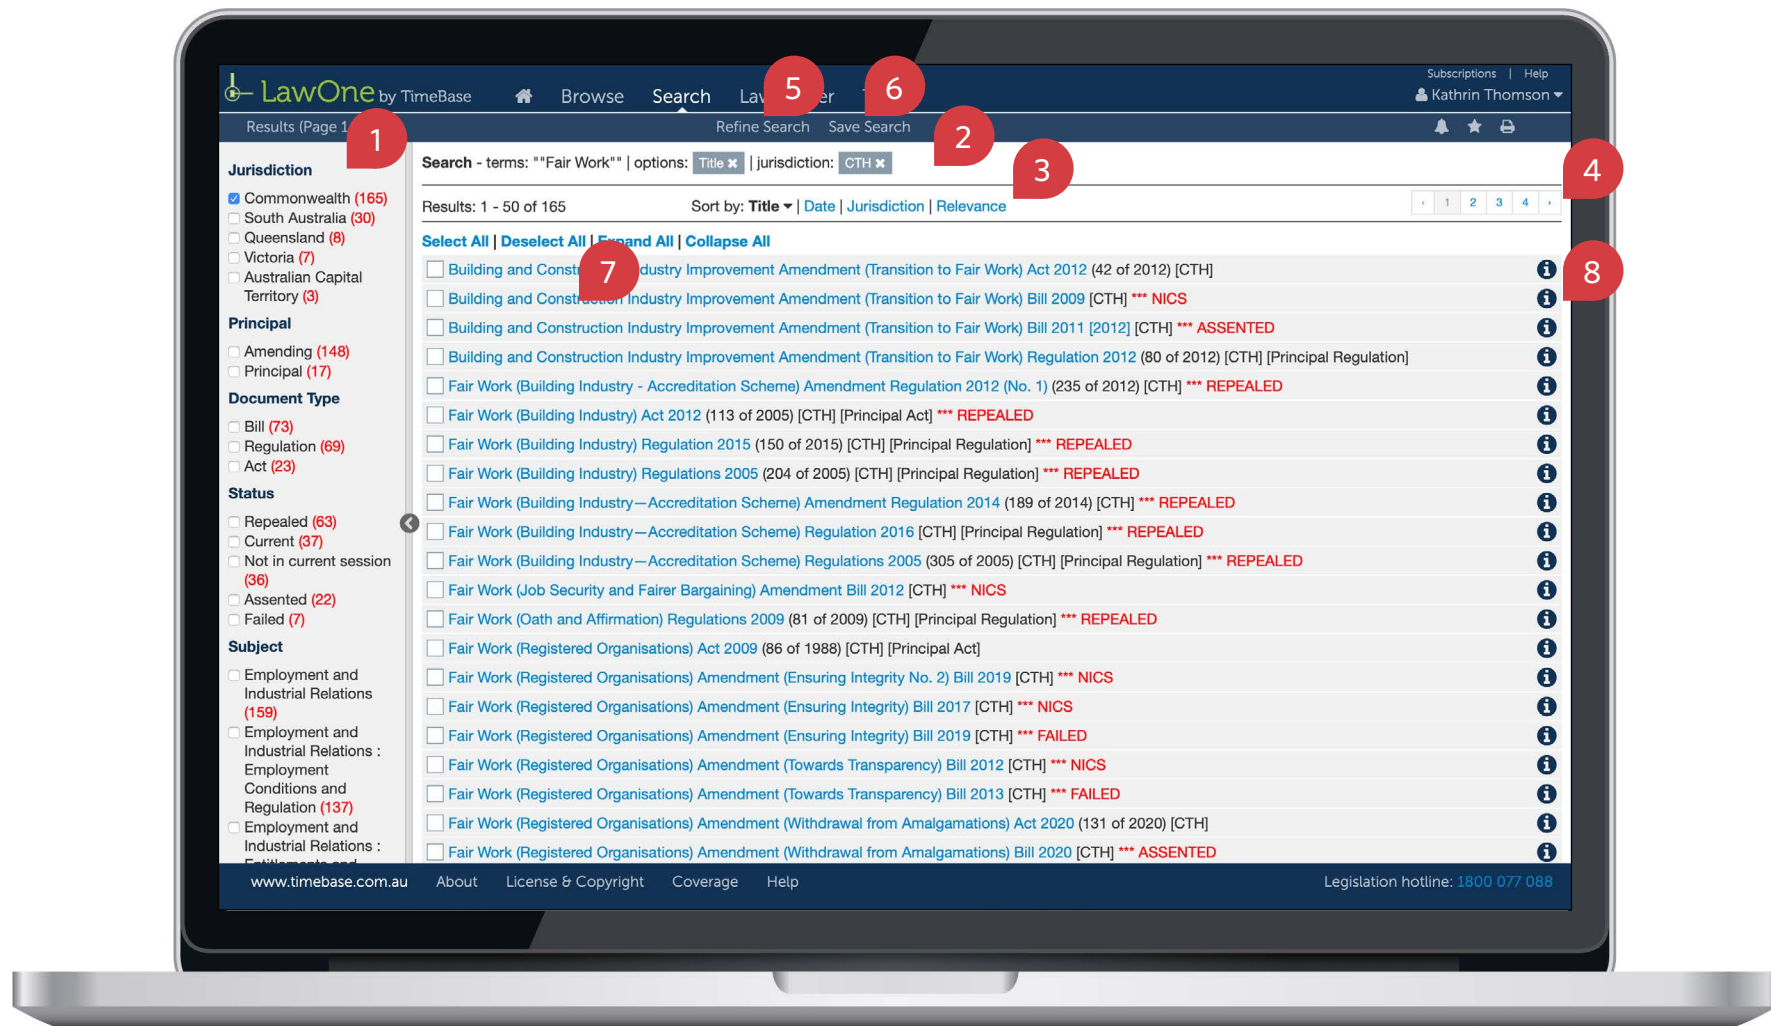 Subscriptions | Help
LawOne by TimeBase
Browse
Search
5
6
Kathrin Thomson
Results (Page 1
1
Refine Search
Save Search
2
Search - terms: ""Fair Work"" | options: Title ✖ | jurisdiction: CTH ✖
3
4
Results: 1 - 50 of 165
Sort by: Title | Date | Jurisdiction | Relevance
‹ 1 2 3 4 ›
Jurisdiction
Commonwealth (165)
South Australia (30)
Queensland (8)
Victoria (7)
Australian Capital
Territory (3)
Principal
Amending (148)
Principal (17)
Document Type
Bill (73)
Regulation (69)
Act (23)
Status
Repealed (63)
Current (37)
Not in current session
(36)
Assented (22)
Failed (7)
Subject
Employment and
Industrial Relations
(159)
Employment and
Industrial Relations :
Employment
Conditions and
Regulation (137)
Employment and
Industrial Relations :
Select All | Deselect All | Expand All | Collapse All
7
8
Building and Construction Industry Improvement Amendment (Transition to Fair Work) Act 2012 (42 of 2012) [CTH]
Building and Construction Industry Improvement Amendment (Transition to Fair Work) Bill 2009 [CTH] *** NICS
Building and Construction Industry Improvement Amendment (Transition to Fair Work) Bill 2011 [2012] [CTH] *** ASSENTED
Building and Construction Industry Improvement Amendment (Transition to Fair Work) Regulation 2012 (80 of 2012) [CTH] [Principal Regulation]
Fair Work (Building Industry - Accreditation Scheme) Amendment Regulation 2012 (No. 1) (235 of 2012) [CTH] *** REPEALED
Fair Work (Building Industry) Act 2012 (113 of 2005) [CTH] [Principal Act] *** REPEALED
Fair Work (Building Industry) Regulation 2015 (150 of 2015) [CTH] [Principal Regulation] *** REPEALED
Fair Work (Building Industry) Regulations 2005 (204 of 2005) [CTH] [Principal Regulation] *** REPEALED
Fair Work (Building Industry—Accreditation Scheme) Amendment Regulation 2014 (189 of 2014) [CTH] *** REPEALED
Fair Work (Building Industry—Accreditation Scheme) Regulation 2016 [CTH] [Principal Regulation] *** REPEALED
Fair Work (Building Industry—Accreditation Scheme) Regulations 2005 (305 of 2005) [CTH] [Principal Regulation] *** REPEALED
Fair Work (Job Security and Fairer Bargaining) Amendment Bill 2012 [CTH] *** NICS
Fair Work (Oath and Affirmation) Regulations 2009 (81 of 2009) [CTH] [Principal Regulation] *** REPEALED
Fair Work (Registered Organisations) Act 2009 (86 of 1988) [CTH] [Principal Act]
Fair Work (Registered Organisations) Amendment (Ensuring Integrity No. 2) Bill 2019 [CTH] *** NICS
Fair Work (Registered Organisations) Amendment (Ensuring Integrity) Bill 2017 [CTH] *** NICS
Fair Work (Registered Organisations) Amendment (Ensuring Integrity) Bill 2019 [CTH] *** FAILED
Fair Work (Registered Organisations) Amendment (Towards Transparency) Bill 2012 [CTH] *** NICS
Fair Work (Registered Organisations) Amendment (Towards Transparency) Bill 2013 [CTH] *** FAILED
Fair Work (Registered Organisations) Amendment (Withdrawal from Amalgamations) Act 2020 (131 of 2020) [CTH]
Fair Work (Registered Organisations) Amendment (Withdrawal from Amalgamations) Bill 2020 [CTH] *** ASSENTED
www.timebase.com.au
About
License & Copyright
Coverage
Help
Legislation hotline: 1800 077 088